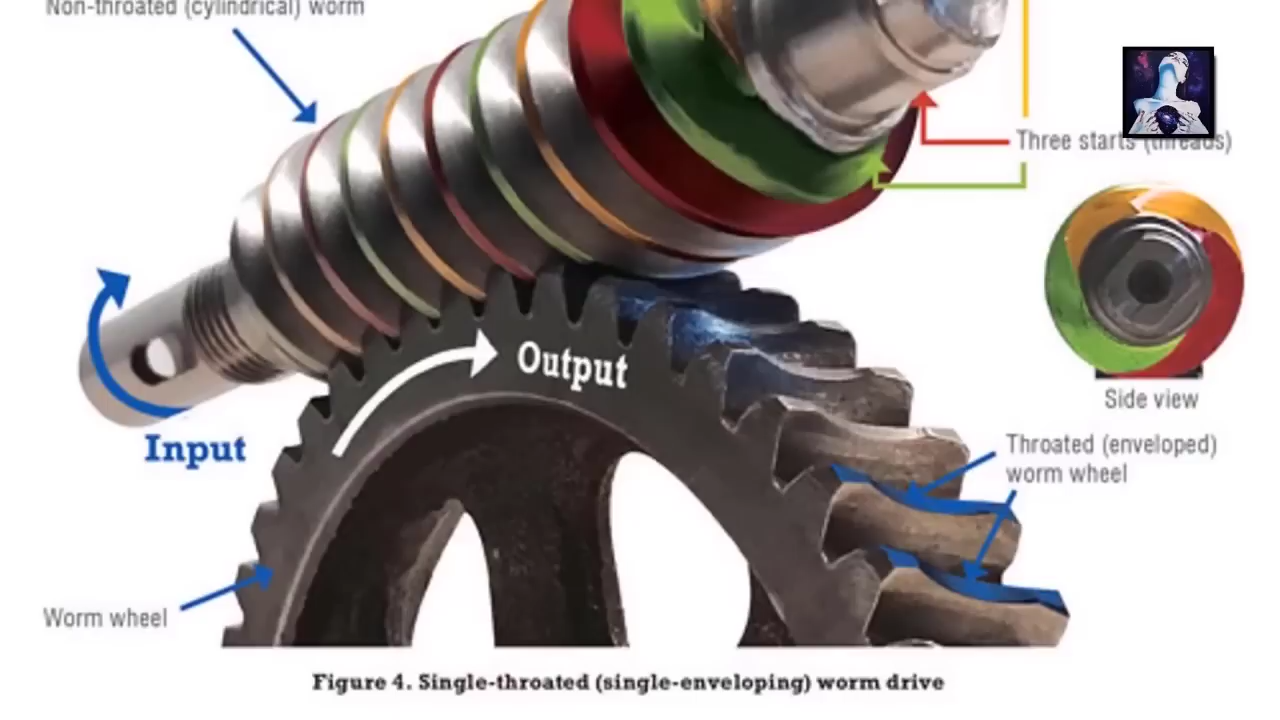 Non-throated (cylindrical) worm
Three starts (threads)
Output
Input
Side view
Throated (enveloped)
worm wheel
Worm wheel
Figure 4. Single-throated (single-enveloping) worm drive